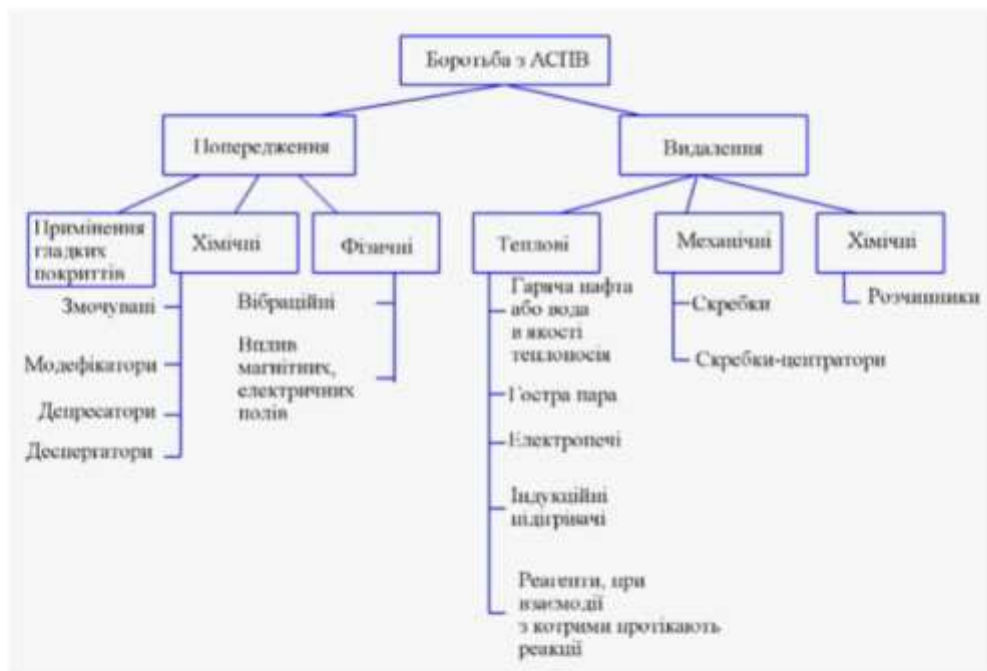 Боротьба з АСПВ
Попередження
Видалення
Примінення
гладких
покриттів
Хімічні
Фізичні
Теплові
Механічні
Хімічні
Змочувані
Модефікатори
Депресатори
Деспергатори
Вібраційні
Вплив
магнітних,
електричних
полів
Гаряча нафта
або вода
в якості
теплоносія
Гостра пара
Електропечі
Індукційні
підігрівачі
Реагенти, при
взаємодії
з котрими протікають
реакції
Скребки
Скребки-центратори
Розчинники